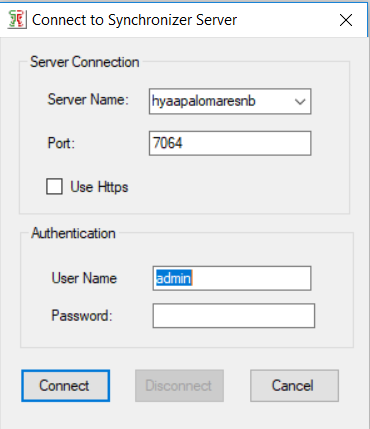 Connect to Synchronizer Server
Server Connection
Server Name: hyaapalomaresnb
Port: 7064
Use Https
Authentication
User Name admin
Password:
Connect Disconnect Cancel